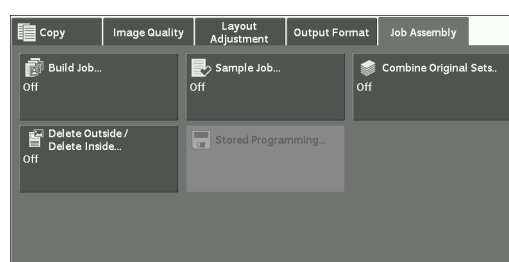 Copy
Image Quality
Layout
Adjustment
Output Format
Job Assembly
Build Job...
Off
Sample Job...
Off
Combine Original Sets..
Off
Delete Outside /
Delete Inside...
Off
Stored Programming...